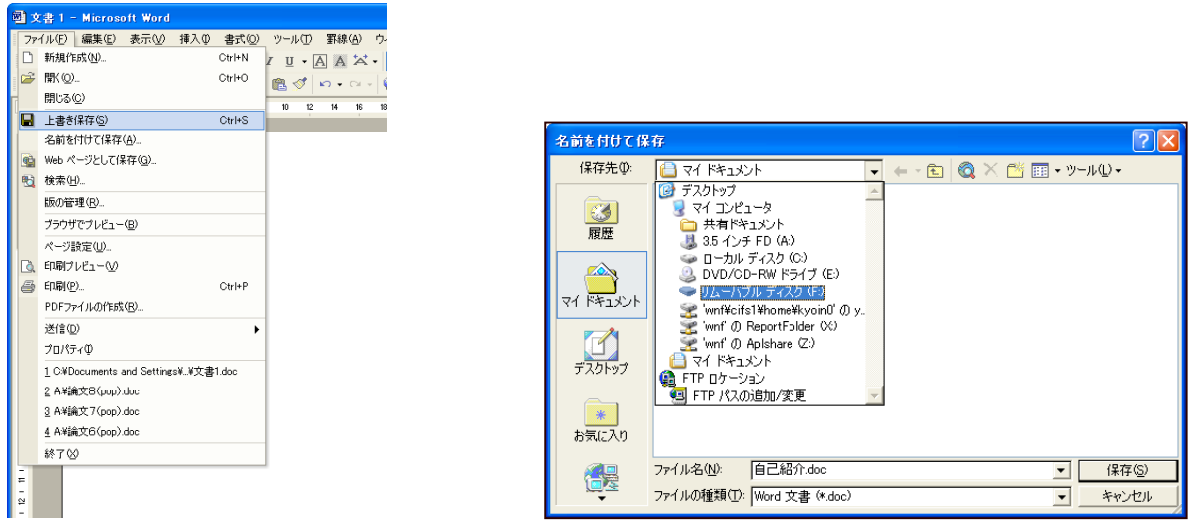 文書 1 - Microsoft Word
ファイル(F) 編集(E) 表示(V) 挿入(I) 書式(O) ツール(T) 罫線(A)
新規作成(N)... Ctrl+N
開く(O)... Ctrl+O
閉じる(C)
上書き保存(S) Ctrl+S
名前を付けて保存(A)...
Web ページとして保存(G)...
検索(H)...
版の管理(R)...
ブラウザでプレビュー(B)
ページ設定(U)...
印刷プレビュー(V)
印刷(P)... Ctrl+P
PDFファイルの作成(R)...
送信(D)
プロパティ(I)
1 C:¥Documents and Settings¥...¥文書1.doc
2 A:¥論文8(pop).doc
3 A:¥論文7(pop).doc
4 A:¥論文6(pop).doc
終了(X)
10 12 14 16 18
名前を付けて保存
保存先(I):
マイ ドキュメント
ツール(L)
履歴
マイ ドキュメント
デスクトップ
お気に入り
デスクトップ
マイ コンピュータ
共有ドキュメント
3.5 インチ FD (A:)
ローカル ディスク (C:)
DVD/CD-RW ドライブ (E:)
リムーバブル ディスク (F:)
'wnf¥cifs1¥home¥kyoin0' の y...
'wnf' の ReportFolder (X:)
'wnf' の Aplshare (Z:)
マイ ドキュメント
FTP ロケーション
FTP パスの追加/変更
ファイル名(N): 自己紹介.doc 保存(S)
ファイルの種類(T): Word 文書 (*.doc) キャンセル